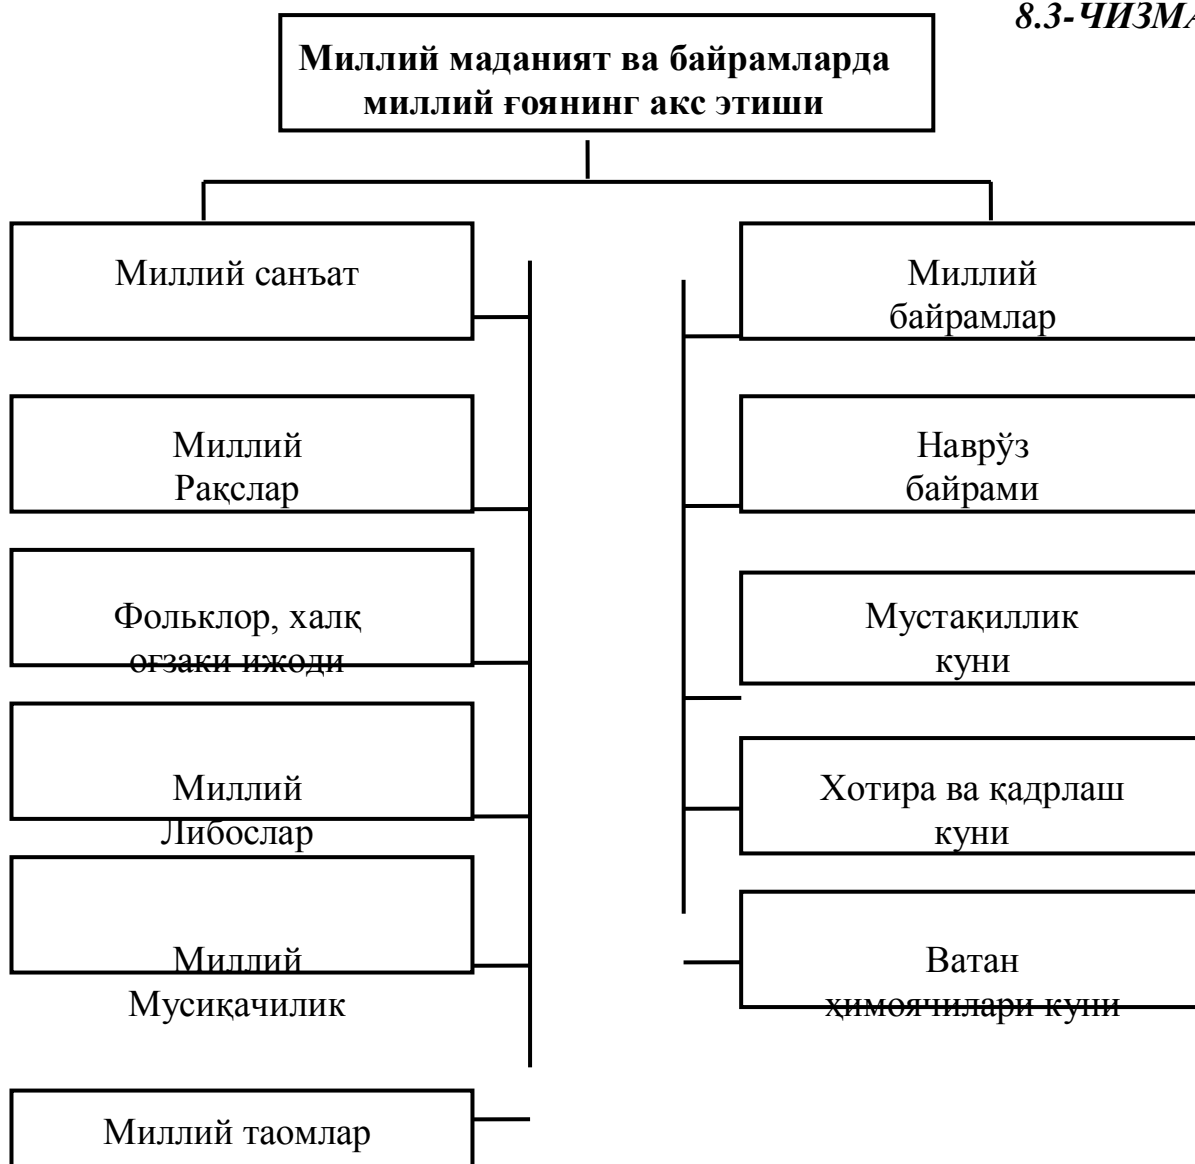 8.3-ЧИЗМА
Миллий маданият ва байрамларда
миллий ғоянинг акс этиши
Миллий санъат
Миллий
Рақслар
Фольклор, халқ
оғзаки ижоди
Миллий
Либослар
Миллий
Мусиқачилик
Миллий таомлар
Миллий
байрамлар
Наврўз
байрами
Мустақиллик
куни
Хотира ва қадрлаш
куни
Ватан
ҳимоячилари куни